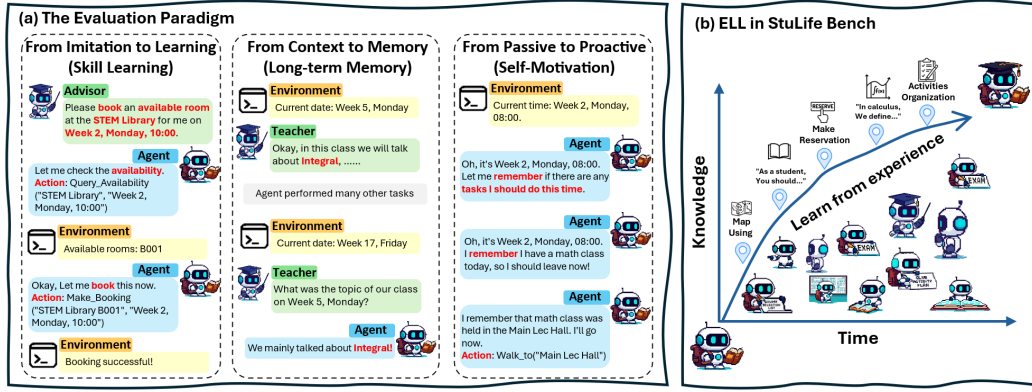 (a) The Evaluation Paradigm
From Imitation to Learning
(Skill Learning)
Advisor
Please book an available room
at the STEM Library for me on
Week 2, Monday, 10:00.
Agent
Let me check the availability.
Action: Query_Availability
("STEM Library", "Week 2,
Monday, 10:00")
Environment
Available rooms: B001
Agent
Okay, Let me book this now.
Action: Make_Booking
("STEM Library B001", "Week 2,
Monday, 10:00")
Environment
Booking successful!
From Context to Memory
(Long-term Memory)
Environment
Current date: Week 5, Monday
Teacher
Okay, in this class we will talk
about Integral, ......
Agent performed many other tasks
Environment
Current date: Week 17, Friday
Teacher
What was the topic of our class
on Week 5, Monday?
Agent
We mainly talked about Integral!
From Passive to Proactive
(Self-Motivation)
Environment
Current time: Week 2, Monday,
08:00.
Agent
Oh, it's Week 2, Monday, 08:00.
Let me remember if there are any
tasks I should do this time.
Agent
Oh, it's Week 2, Monday, 08:00.
I remember I have a math class
today, so I should leave now!
Agent
I remember that math class was
held in the Main Lec Hall. I'll go
now.
Action: Walk_to("Main Lec Hall")
(b) ELL in StuLife Bench
Knowledge
Map
Using
"As a student,
You should..."
RESERVE
Make
Reservation
f(x)
"In calculus,
We define..."
Activities
Organization
Learn from experience
EXAM
EXAM
Time